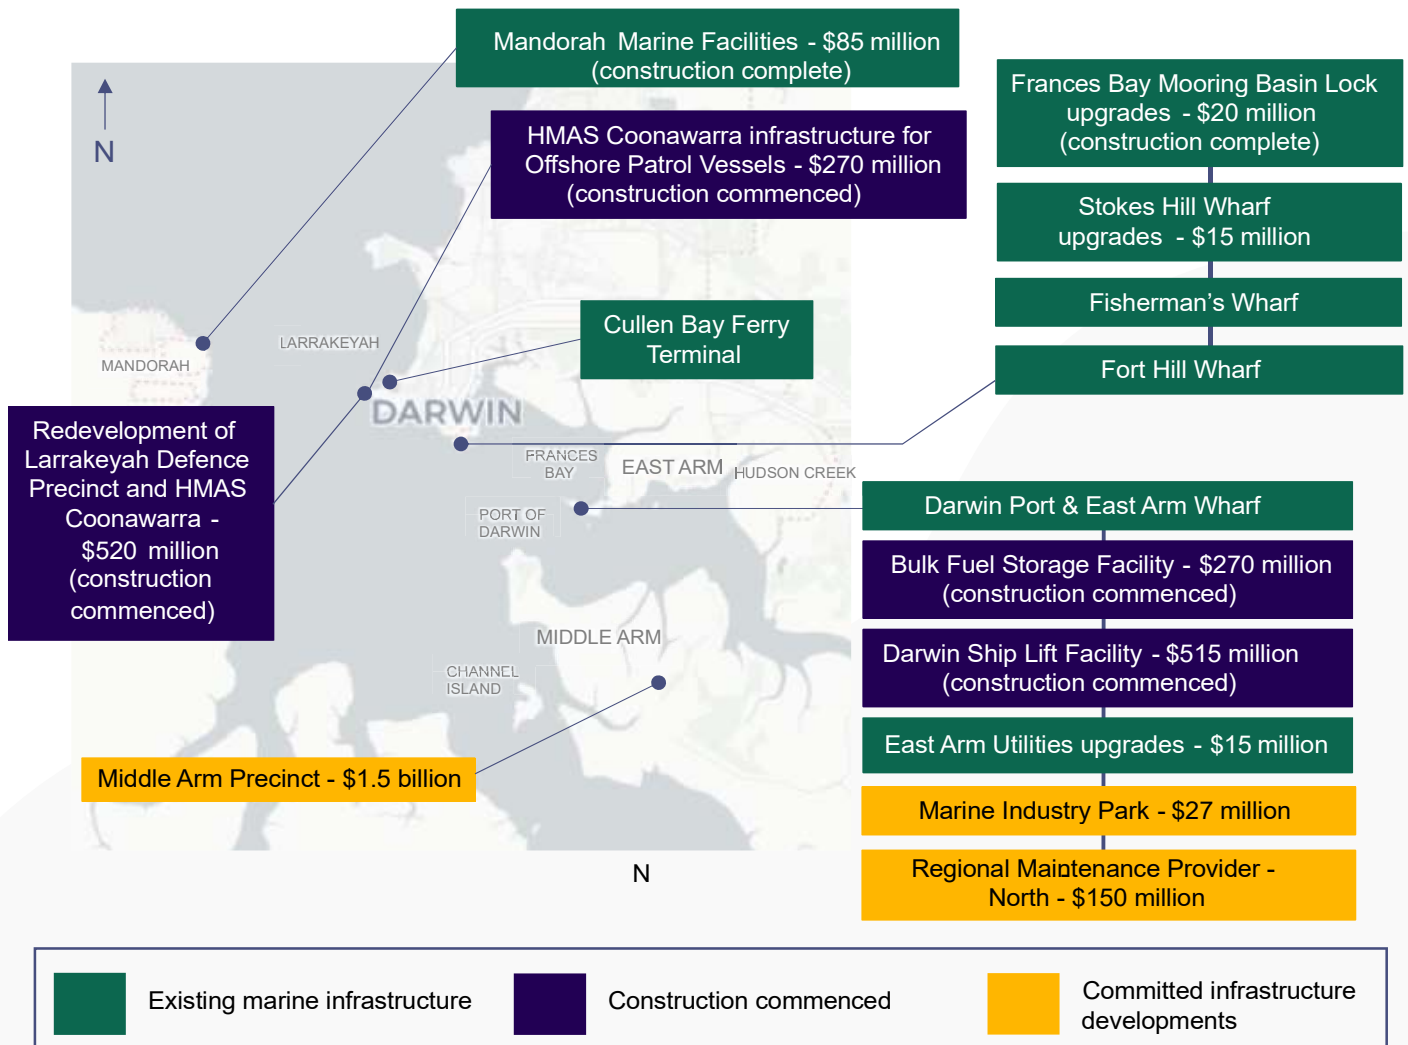 Mandorah Marine Facilities - $85 million
(construction complete)
N
HMAS Coonawarra infrastructure for
Offshore Patrol Vessels - $270 million
(construction commenced)
Frances Bay Mooring Basin Lock
upgrades - $20 million
(construction complete)
Stokes Hill Wharf
upgrades - $15 million
Fisherman's Wharf
Fort Hill Wharf
Cullen Bay Ferry
Terminal
LARRAKEYAH
MANDORAH
DARWIN
Redevelopment of
Larrakeyah Defence
Precinct and HMAS
Coonawarra -
$520 million
(construction
commenced)
FRANCES
BAY
EAST ARM
HUDSON CREEK
PORT OF
DARWIN
Darwin Port & East Arm Wharf
Bulk Fuel Storage Facility - $270 million
(construction commenced)
Darwin Ship Lift Facility - $515 million
(construction commenced)
East Arm Utilities upgrades - $15 million
Marine Industry Park - $27 million
Regional Maintenance Provider -
North - $150 million
MIDDLE ARM
CHANNEL
ISLAND
Middle Arm Precinct - $1.5 billion
N
Existing marine infrastructure
Construction commenced
Committed infrastructure
developments